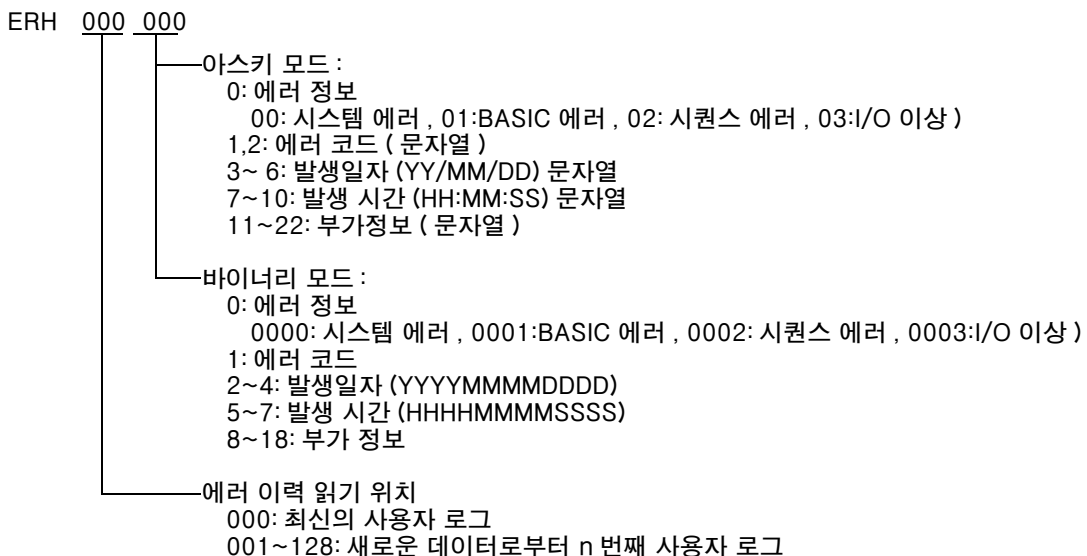 ERH 000 000
아스키 모드 :
0: 에러 정보
00: 시스템 에러 , 01:BASIC 에러 , 02: 시퀀스 에러 , 03:I/O 이상 )
1,2: 에러 코드 ( 문자열 )
3~ 6: 발생일자 (YY/MM/DD) 문자열
7~10: 발생 시간 (HH:MM:SS) 문자열
11~22: 부가정보 ( 문자열 )
바이너리 모드 :
0: 에러 정보
0000: 시스템 에러 , 0001:BASIC 에러 , 0002: 시퀀스 에러 , 0003:I/O 이상 )
1: 에러 코드
2~4: 발생일자 (YYYYMMMMDDDD)
5~7: 발생 시간 (HHHHMMMMSSSS)
8~18: 부가 정보
에러 이력 읽기 위치
000: 최신의 사용자 로그
001~128: 새로운 데이터로부터 n 번째 사용자 로그